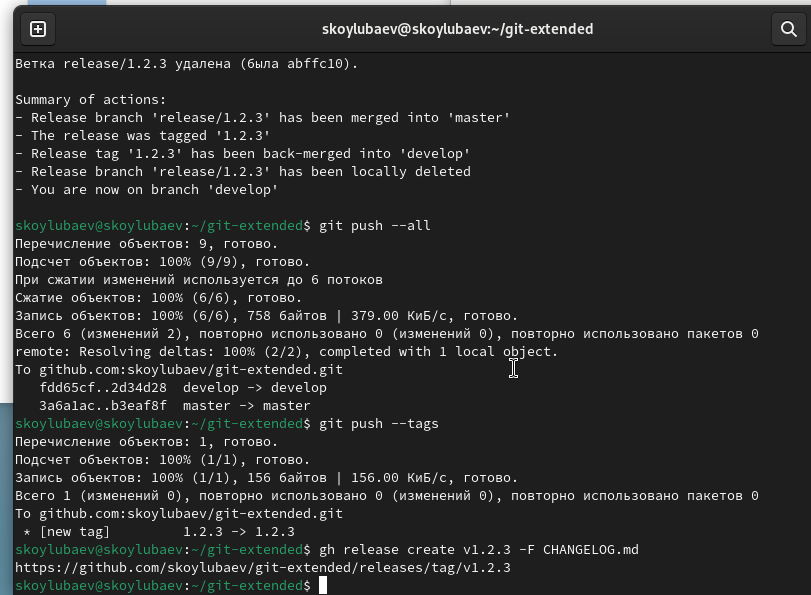 skoylubaev@skoylubaev:~/git-extended
Ветка release/1.2.3 удалена (была abffc10).
Summary of actions:
- Release branch 'release/1.2.3' has been merged into 'master'
- The release was tagged '1.2.3'
- Release tag '1.2.3' has been back-merged into 'develop'
- Release branch 'release/1.2.3' has been locally deleted
- You are now on branch 'develop'
skoylubaev@skoylubaev:~/git-extended$ git push --all
Перечисление объектов: 9, готово.
Подсчет объектов: 100% (9/9), готово.
При сжатии изменений используется до 6 потоков
Сжатие объектов: 100% (6/6), готово.
Запись объектов: 100% (6/6), 758 байтов | 379.00 КиБ/с, готово.
Всего 6 (изменений 2), повторно использовано 0 (изменений 0), повторно использовано пакетов 0
remote: Resolving deltas: 100% (2/2), completed with 1 local object.
To github.com:skoylubaev/git-extended.git
fdd65cf..2d34d28  develop -> develop
3a6a1ac..b3eaf8f  master -> master
skoylubaev@skoylubaev:~/git-extended$ git push --tags
Перечисление объектов: 1, готово.
Подсчет объектов: 100% (1/1), готово.
Запись объектов: 100% (1/1), 156 байтов | 156.00 КиБ/с, готово.
Всего 1 (изменений 0), повторно использовано 0 (изменений 0), повторно использовано пакетов 0
To github.com:skoylubaev/git-extended.git
* [new tag]         1.2.3 -> 1.2.3
skoylubaev@skoylubaev:~/git-extended$ gh release create v1.2.3 -F CHANGELOG.md
https://github.com/skoylubaev/git-extended/releases/tag/v1.2.3
skoylubaev@skoylubaev:~/git-extended$